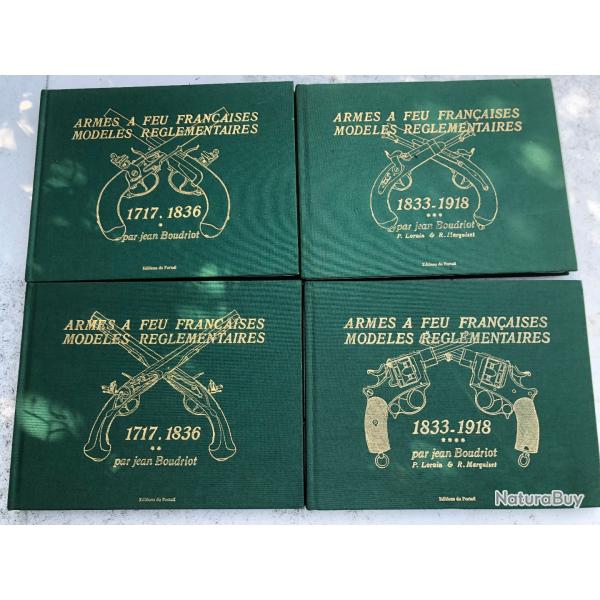 ARMES A FEU FRANÇAISES
MODELES REGLEMENTAIRES
1717.1836
*
par jean Boudriot
Editions du Portail
ARMES A FEU FRANÇAISES
MODELES REGLEMENTAIRES
1833-1918
***
par jean Boudriot
P. Lorain & R. Marquiset
Editions du Portail
ARMES A FEU FRANÇAISES
MODELES REGLEMENTAIRES
1717.1836
**
par jean Boudriot
Editions du Portail
ARMES A FEU FRANÇAISES
MODELES REGLEMENTAIRES
1833-1918
****
par jean Boudriot
P. Lorain & R. Marquiset
Editions du Portail
NaturaBuy